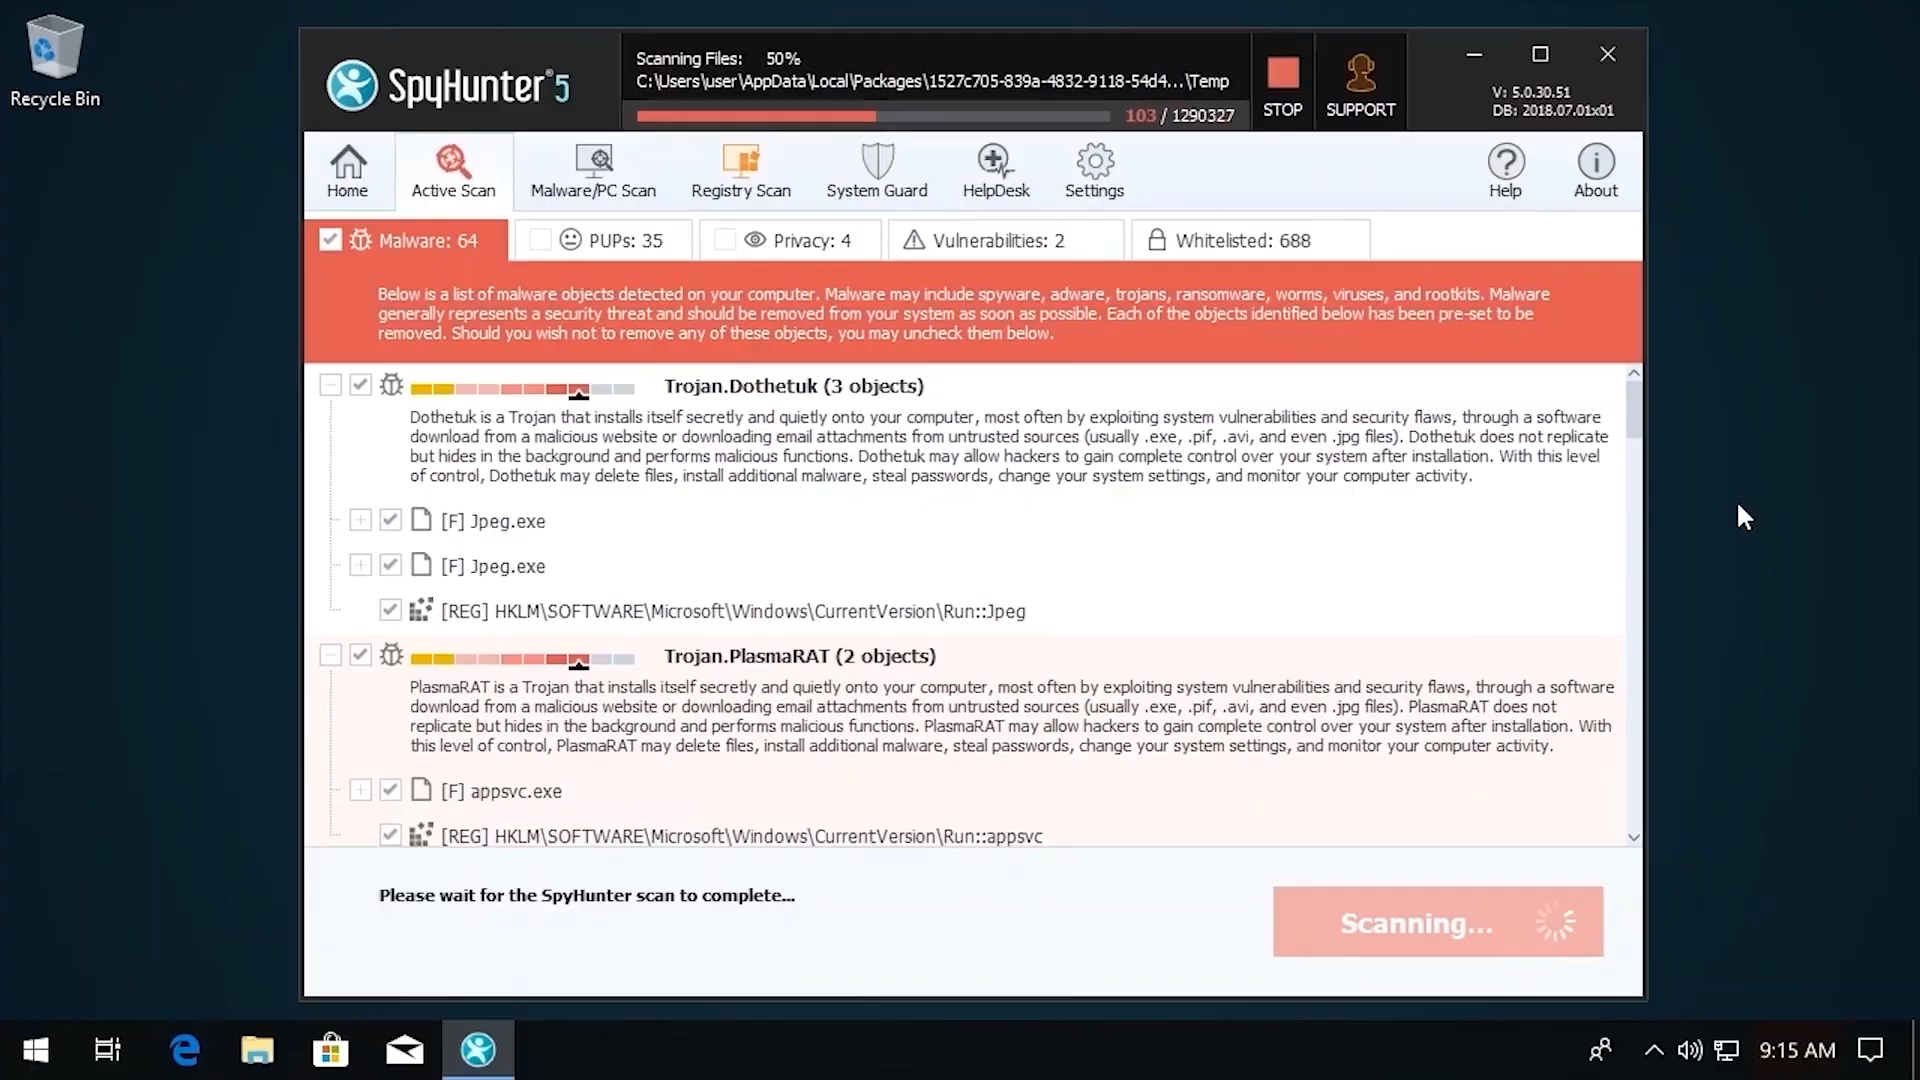 Recycle Bin
SpyHunter® 5
Scanning Files: 50%
C:\Users\user\AppData\Local\Packages\1527c705-839a-4832-9118-54d4...\Temp
103 / 1290327
STOP
SUPPORT
V: 5.0.30.51
DB: 2018.07.01x01
Home
Active Scan
Malware/PC Scan
Registry Scan
System Guard
HelpDesk
Settings
Help
About
Malware: 64
PUPs: 35
Privacy: 4
Vulnerabilities: 2
Whitelisted: 688
Below is a list of malware objects detected on your computer. Malware may include spyware, adware, trojans, ransomware, worms, viruses, and rootkits. Malware
generally represents a security threat and should be removed from your system as soon as possible. Each of the objects identified below has been pre-set to be
removed. Should you wish not to remove any of these objects, you may uncheck them below.
Trojan.Dothetuk (3 objects)
Dothetuk is a Trojan that installs itself secretly and quietly onto your computer, most often by exploiting system vulnerabilities and security flaws, through a software
download from a malicious website or downloading email attachments from untrusted sources (usually .exe, .pif, .avi, and even .jpg files). Dothetuk does not replicate
but hides in the background and performs malicious functions. Dothetuk may allow hackers to gain complete control over your system after installation. With this level
of control, Dothetuk may delete files, install additional malware, steal passwords, change your system settings, and monitor your computer activity.
[F] Jpeg.exe
[F] Jpeg.exe
[REG] HKLM\SOFTWARE\Microsoft\Windows\CurrentVersion\Run::Jpeg
Trojan.PlasmaRAT (2 objects)
PlasmaRAT is a Trojan that installs itself secretly and quietly onto your computer, most often by exploiting system vulnerabilities and security flaws, through a software
download from a malicious website or downloading email attachments from untrusted sources (usually .exe, .pif, .avi, and even .jpg files). PlasmaRAT does not
replicate but hides in the background and performs malicious functions. PlasmaRAT may allow hackers to gain complete control over your system after installation. With
this level of control, PlasmaRAT may delete files, install additional malware, steal passwords, change your system settings, and monitor your computer activity.
[F] appsvc.exe
[REG] HKLM\SOFTWARE\Microsoft\Windows\CurrentVersion\Run::appsvc
Please wait for the SpyHunter scan to complete...
Scanning...
9:15 AM